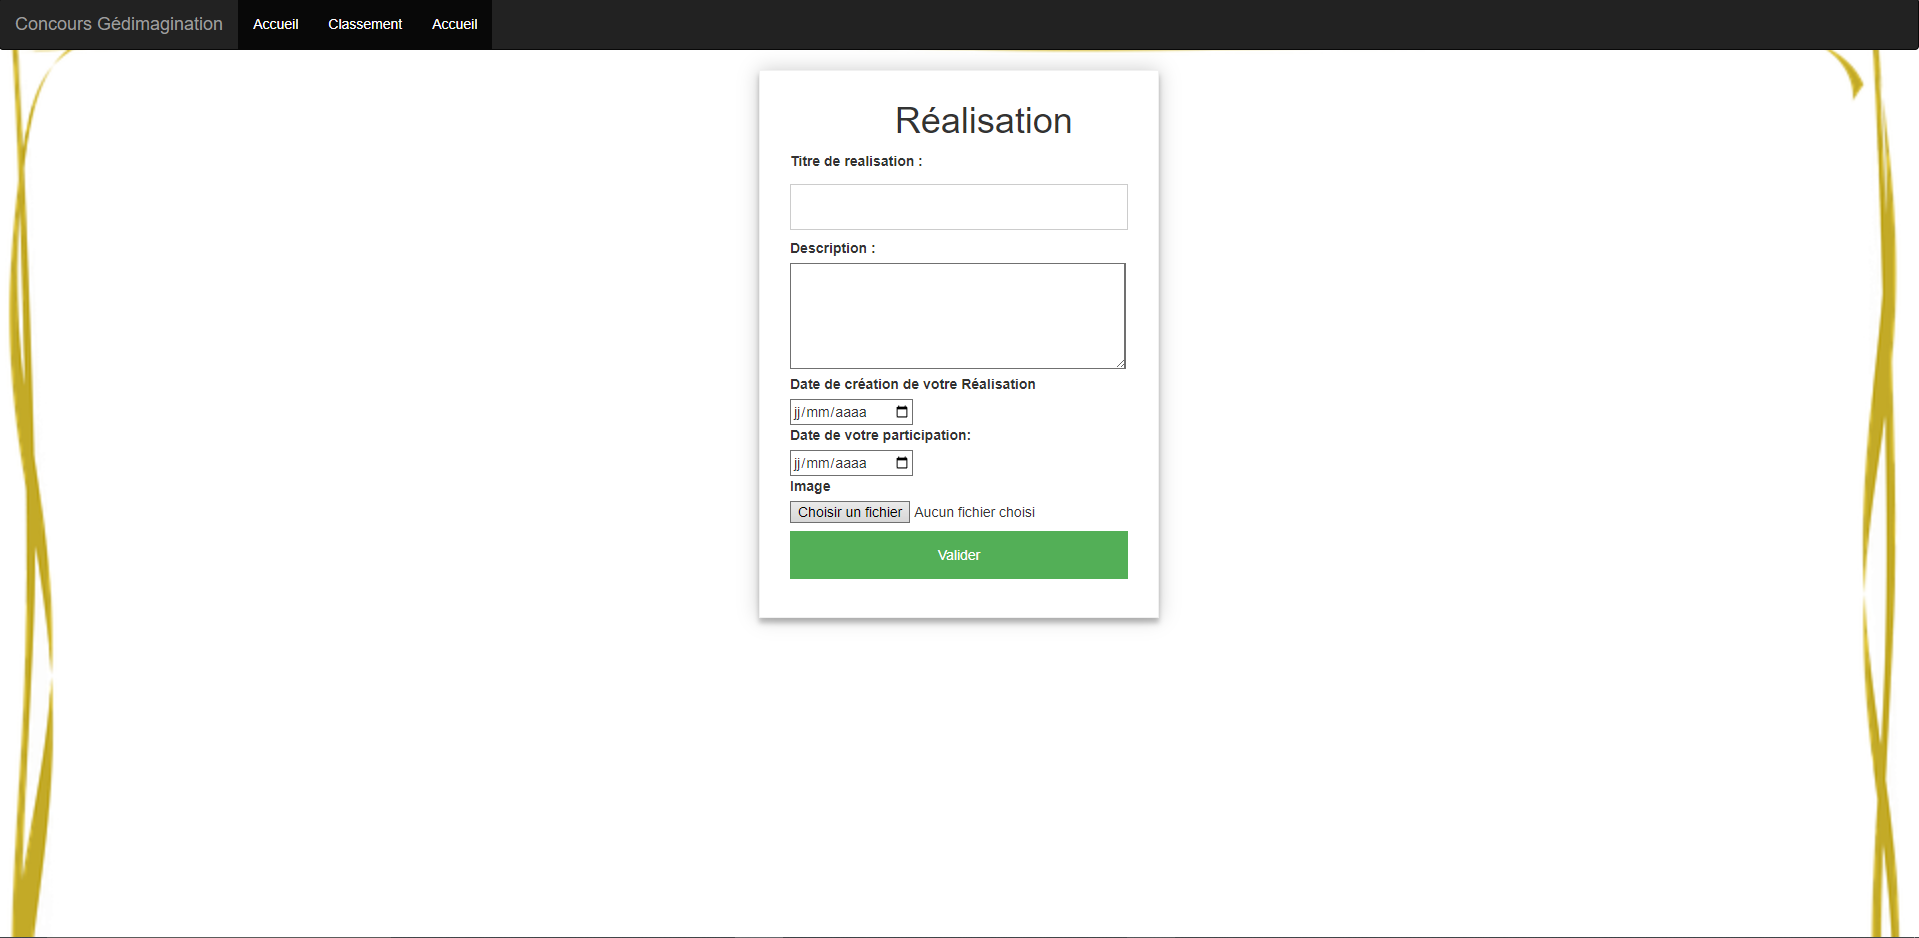 Concours Gédimagination Accueil Classement Accueil
Réalisation
Titre de realisation :
Description :
Date de création de votre Réalisation
jj/mm/aaaa
Date de votre participation:
jj/mm/aaaa
Image
Choisir un fichier Aucun fichier choisi
Valider